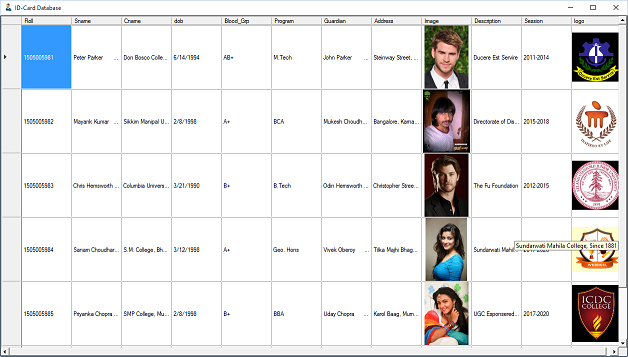 ID-Card Database
Roll Sname Cname dob Blood_Grp Program Guardian Address Image Description Session logo
1505005981 Peter Parker ... Don Bosco Colle... 6/14/1994 AB+ M.Tech John Parker ... Steinway Street, ... Ducere Est Servire 2011-2014
1505005982 Mayank Kumar ... Sikkim Manipal U... 2/8/1998 A+ BCA Mukesh Choudh... Bangalore, Karna... Directorate of Dis... 2015-2018
1505005983 Chris Hemsworth ... Columbia Univers... 3/21/1990 B+ B.Tech Odin Hemsworth ... Christopher Stree... The Fu Foundation 2012-2015
1505005984 Sanam Choudhar... S.M. College, Bh... 3/12/1998 A+ Geo. Hons Vivek Oberoy ... Tilka Majhi Bhag... Sundarwati Mahil... 2017-2020
Sundarwati Mahila College, Since 1881
1505005985 Priyanka Chopra ... SMP College, Mu... 2/8/1998 B+ BBA Uday Chopra ... Karol Baag, Mum... UGC Esponsered... 2017-2020 ICDC
COLLEGE